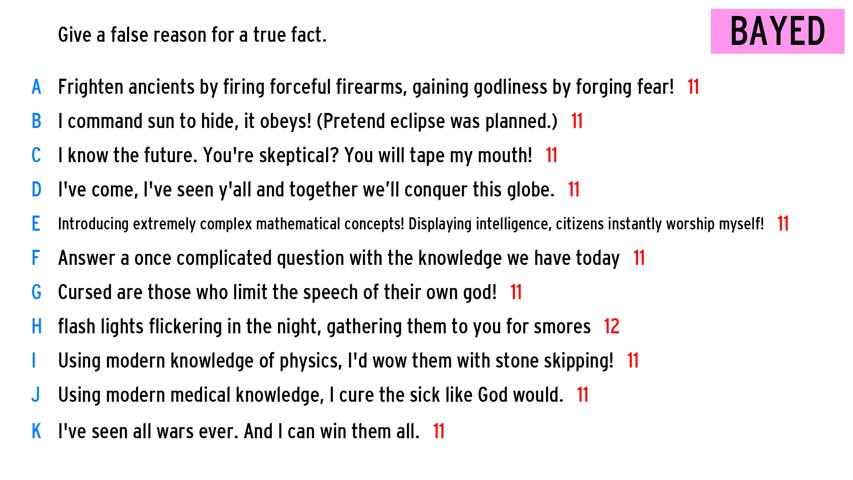 Give a false reason for a true fact.
BAYED
A Frighten ancients by firing forceful firearms, gaining godliness by forging fear! 11
B I command sun to hide, it obeys! (Pretend eclipse was planned.) 11
C I know the future. You're skeptical? You will tape my mouth! 11
D I've come, I've seen y'all and together we’ll conquer this globe. 11
E Introducing extremely complex mathematical concepts! Displaying intelligence, citizens instantly worship myself! 11
F Answer a once complicated question with the knowledge we have today 11
G Cursed are those who limit the speech of their own god! 11
H flash lights flickering in the night, gathering them to you for smores 12
I Using modern knowledge of physics, I'd wow them with stone skipping! 11
J Using modern medical knowledge, I cure the sick like God would. 11
K I've seen all wars ever. And I can win them all. 11